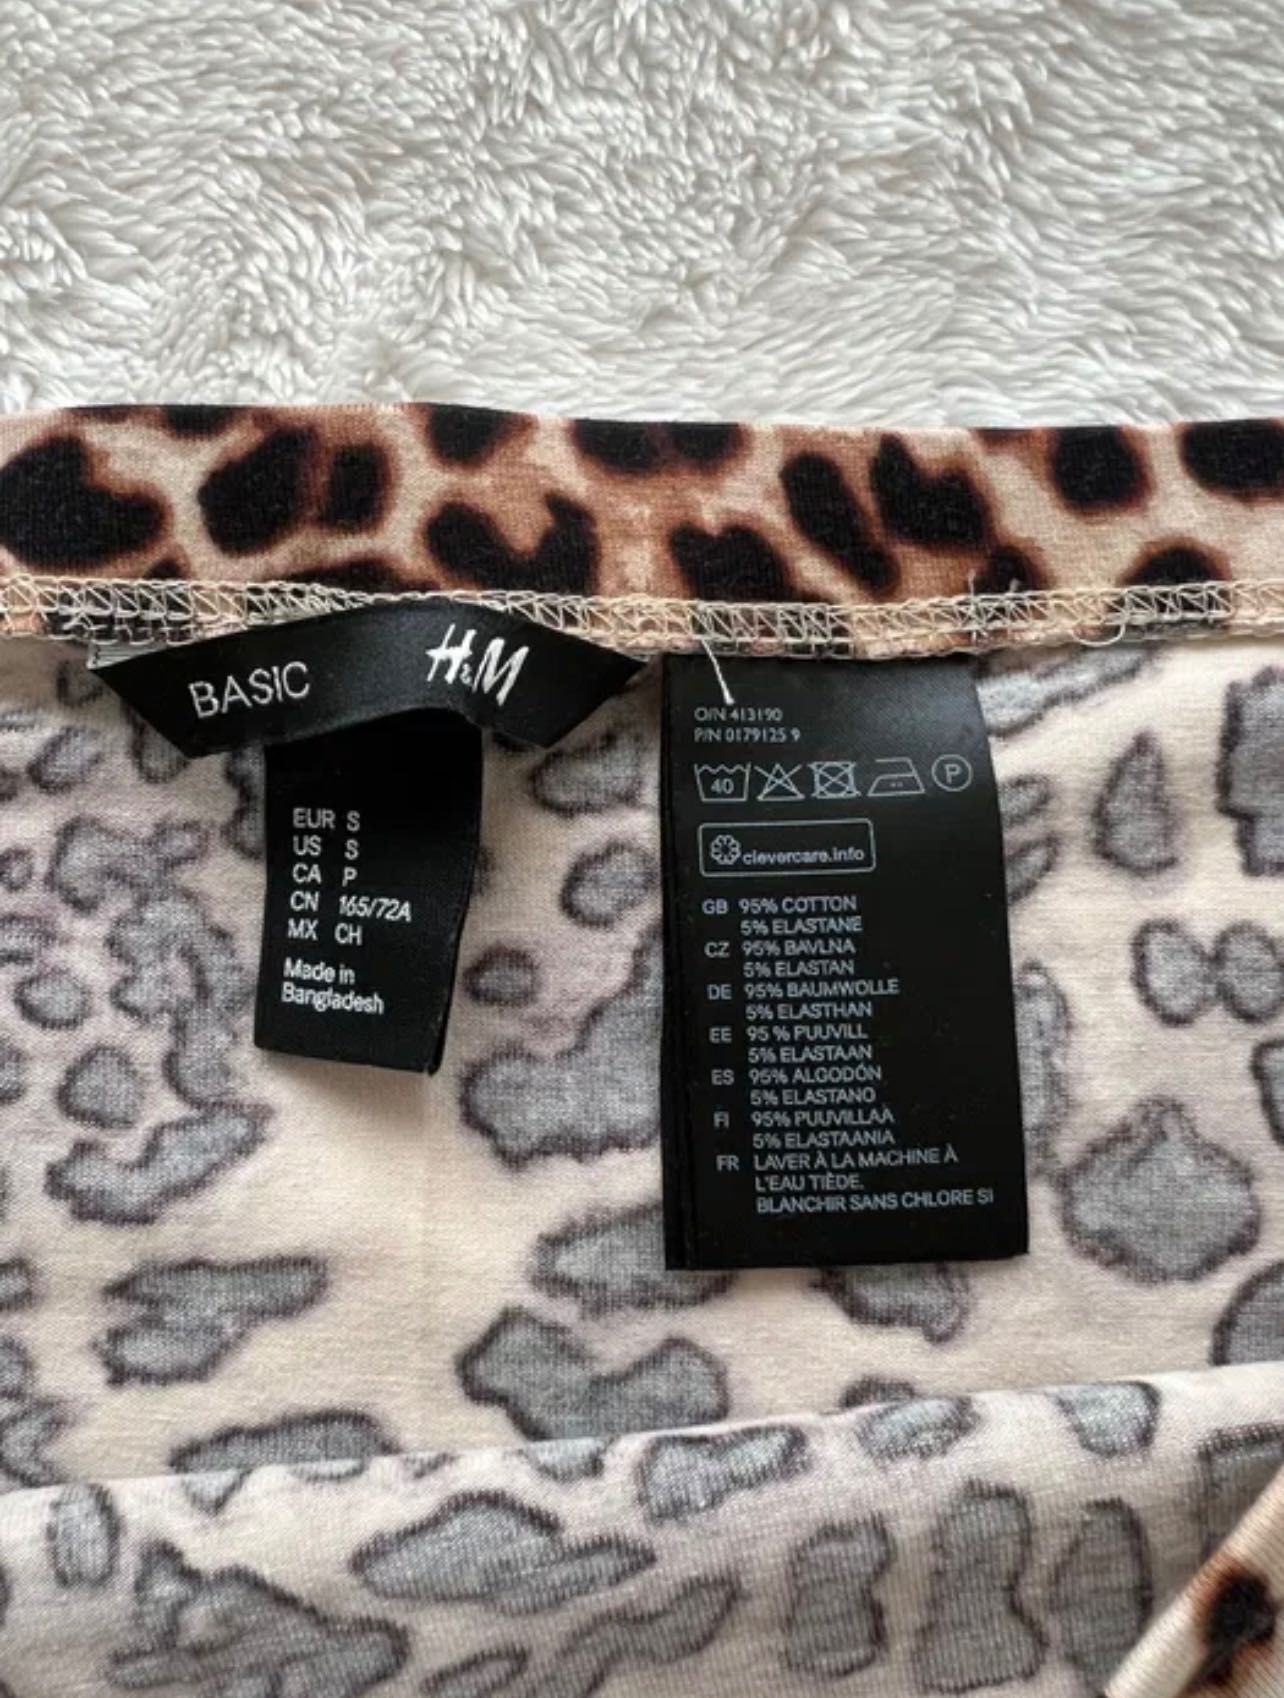 BASIC H&M
EUR S
US S
CA P
CN 165/72A
MX CH
Made in
Bangladesh
O/N 413190
P/N 0179125 9
40 P
clevercare.info
GB 95% COTTON
5% ELASTANE
CZ 95% BAVLNA
5% ELASTAN
DE 95% BAUMWOLLE
5% ELASTHAN
EE 95 % PUUVILL
5% ELASTAAN
ES 95% ALGODÓN
5% ELASTANO
FI 95% PUUVILLAA
5% ELASTAANIA
FR LAVER À LA MACHINE À
L'EAU TIÈDE.
BLANCHIR SANS CHLORE SI